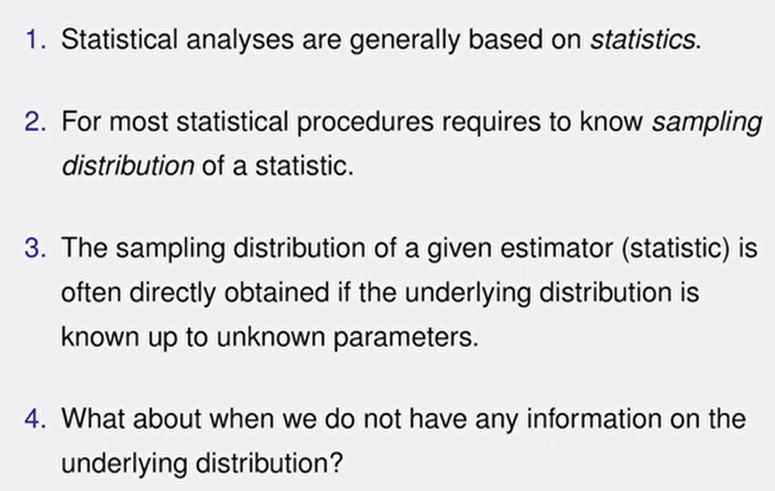 1. Statistical analyses are generally based on statistics.
2. For most statistical procedures requires to know sampling
distribution of a statistic.
3. The sampling distribution of a given estimator (statistic) is
often directly obtained if the underlying distribution is
known up to unknown parameters.
4. What about when we do not have any information on the
underlying distribution?